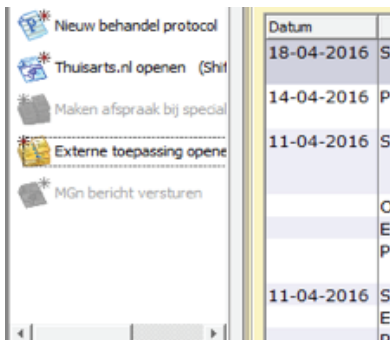 Nieuw behandel protocol
Thuisarts.nl openen (Shif
Maken afspraak bij special
Externe toepassing opene
MGn bericht versturen
Datum
18-04-2016 S
14-04-2016 P
11-04-2016 S
E
P
11-04-2016 S
E